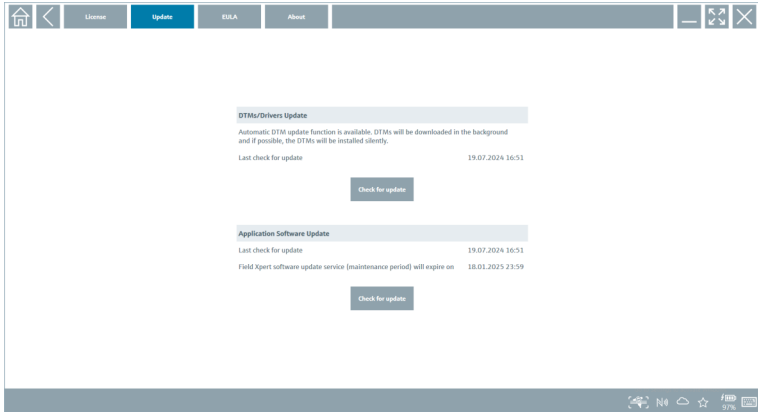 License Update EULA About
DTMs/Drivers Update
Automatic DTM update function is available. DTMs will be downloaded in the background
and if possible, the DTMs will be installed silently.
Last check for update 19.07.2024 16:51
Check for update
Application Software Update
Last check for update 19.07.2024 16:51
Field Xpert software update service (maintenance period) will expire on 18.01.2025 23:59
Check for update
97%